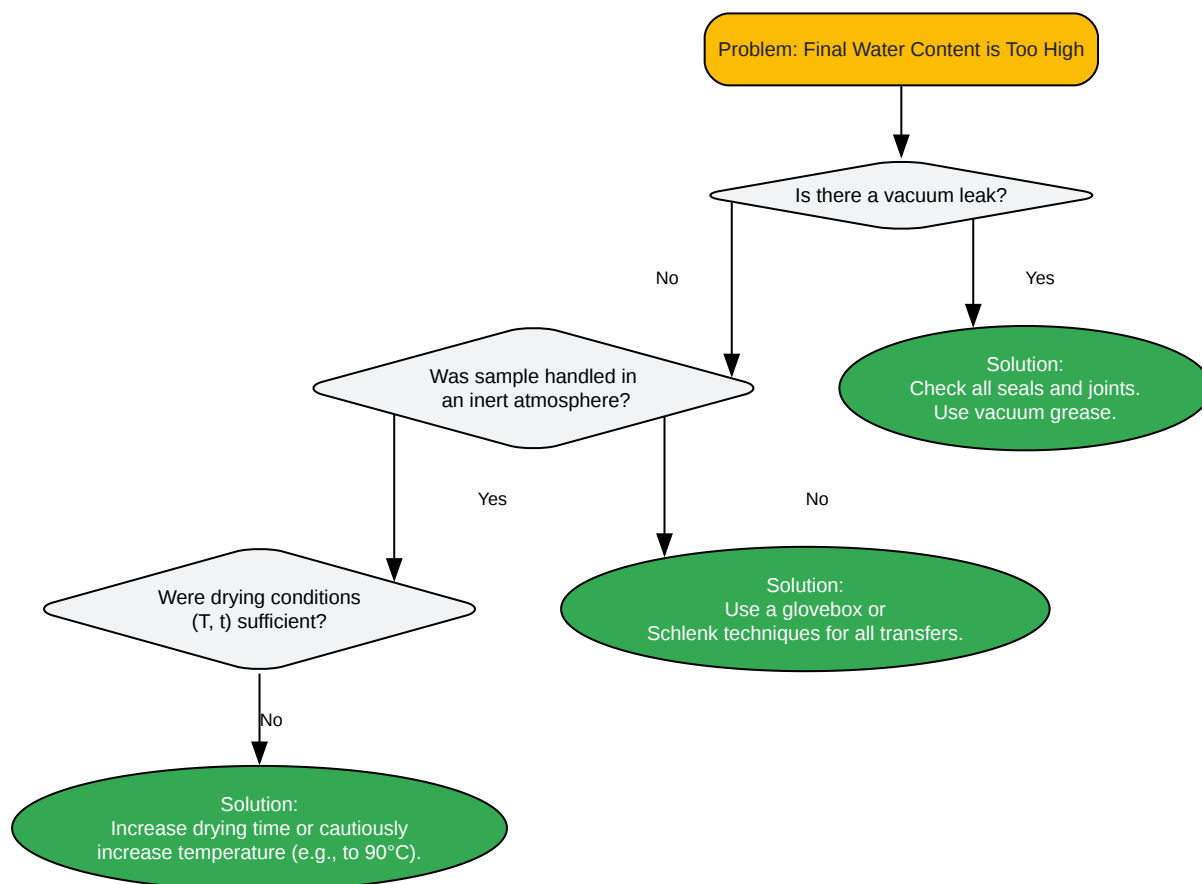 Problem: Final Water Content is Too High
Is there a vacuum leak?
No
Yes
Solution:
Check all seals and joints.
Use vacuum grease.
Was sample handled in
an inert atmosphere?
Yes
No
Solution:
Use a glovebox or
Schlenk techniques for all transfers.
Were drying conditions
(T, t) sufficient?
No
Solution:
Increase drying time or cautiously
increase temperature (e.g., to 90°C).